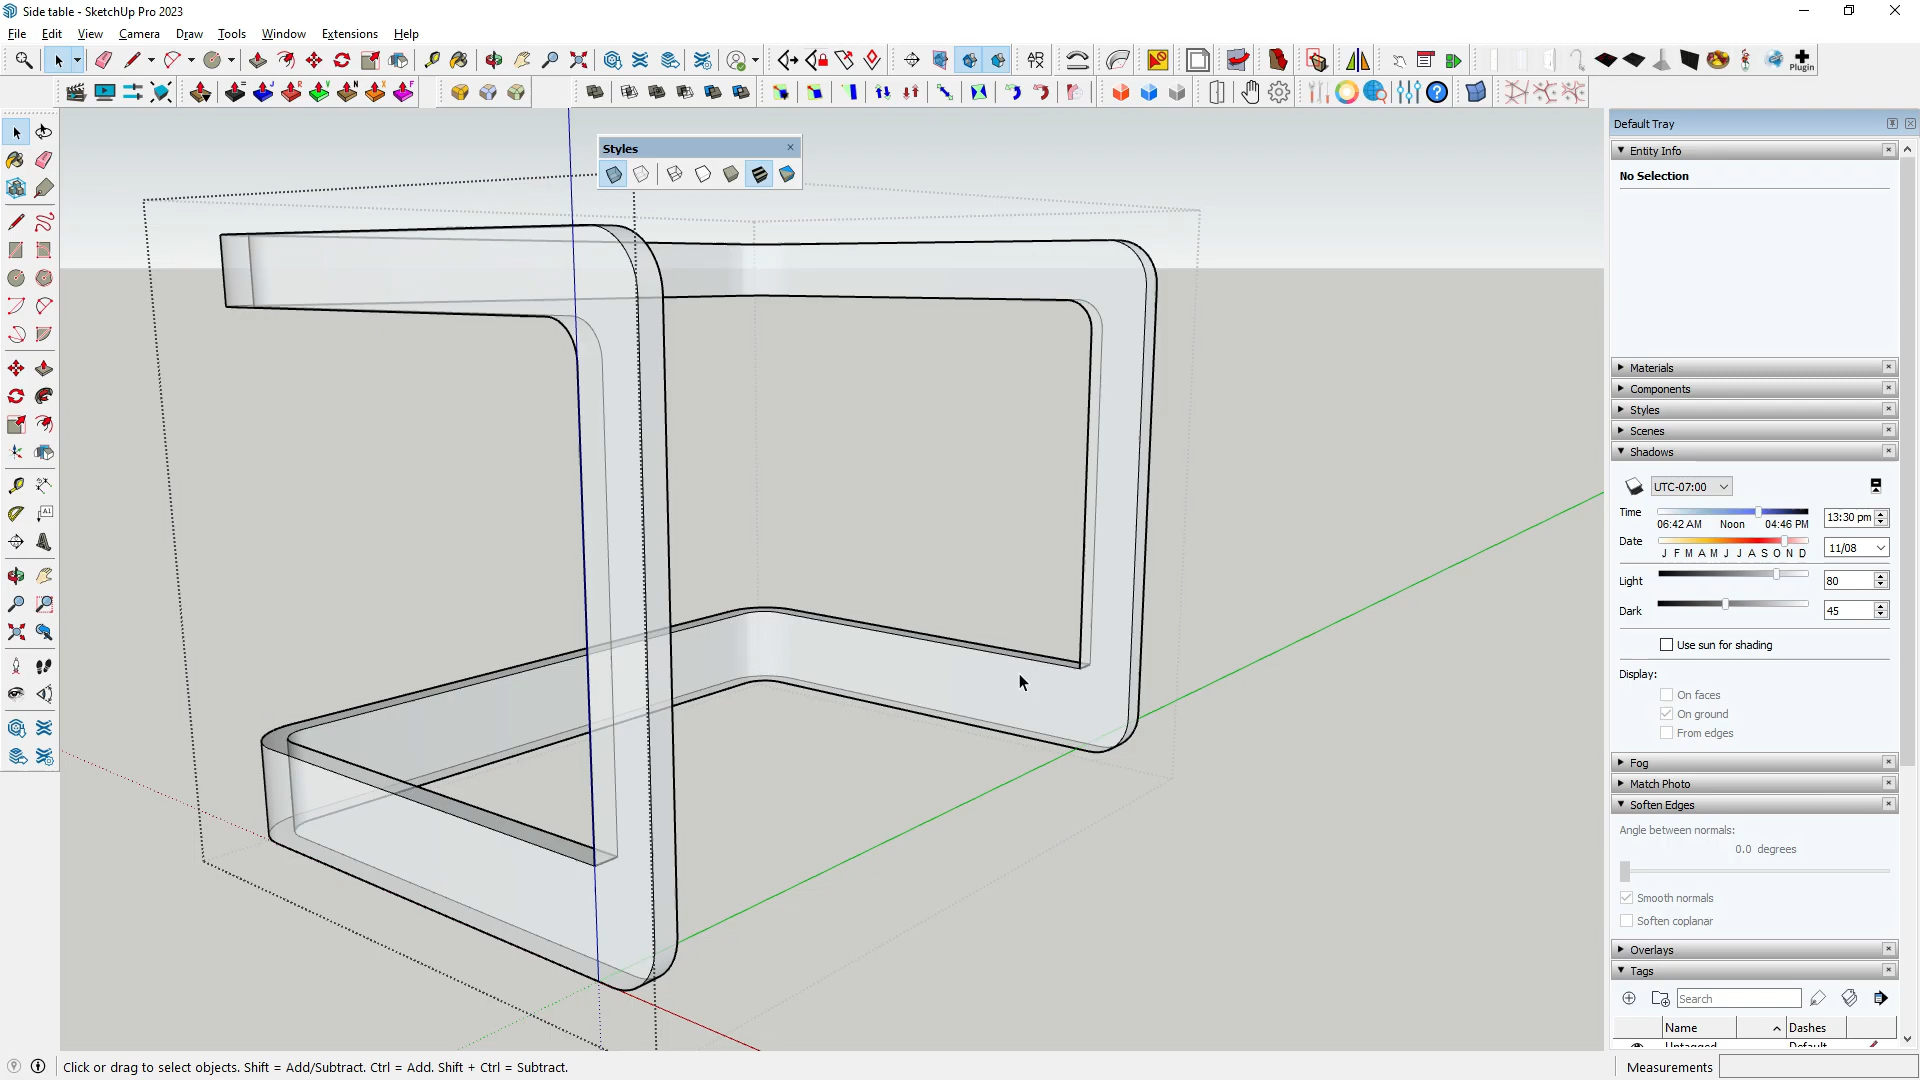 Side table - SketchUp Pro 2023
File Edit View Camera Draw Tools Window Extensions Help
Plugin
Styles
Default Tray
Entity Info
No Selection
Materials
Components
Styles
Scenes
Shadows
UTC-07:00
Time
13:30 pm
06:42 AM Noon 04:46 PM
Date
J F M A M J J A S O N D
11/08
Light
80
Dark
45
Use sun for shading
Display:
On faces
On ground
From edges
Fog
Match Photo
Soften Edges
Angle between normals:
0.0 degrees
Smooth normals
Soften coplanar
Overlays
Tags
Search
Name Dashes
Untagged Default
Click or drag to select objects. Shift = Add/Subtract. Ctrl = Add. Shift + Ctrl = Subtract.
Measurements